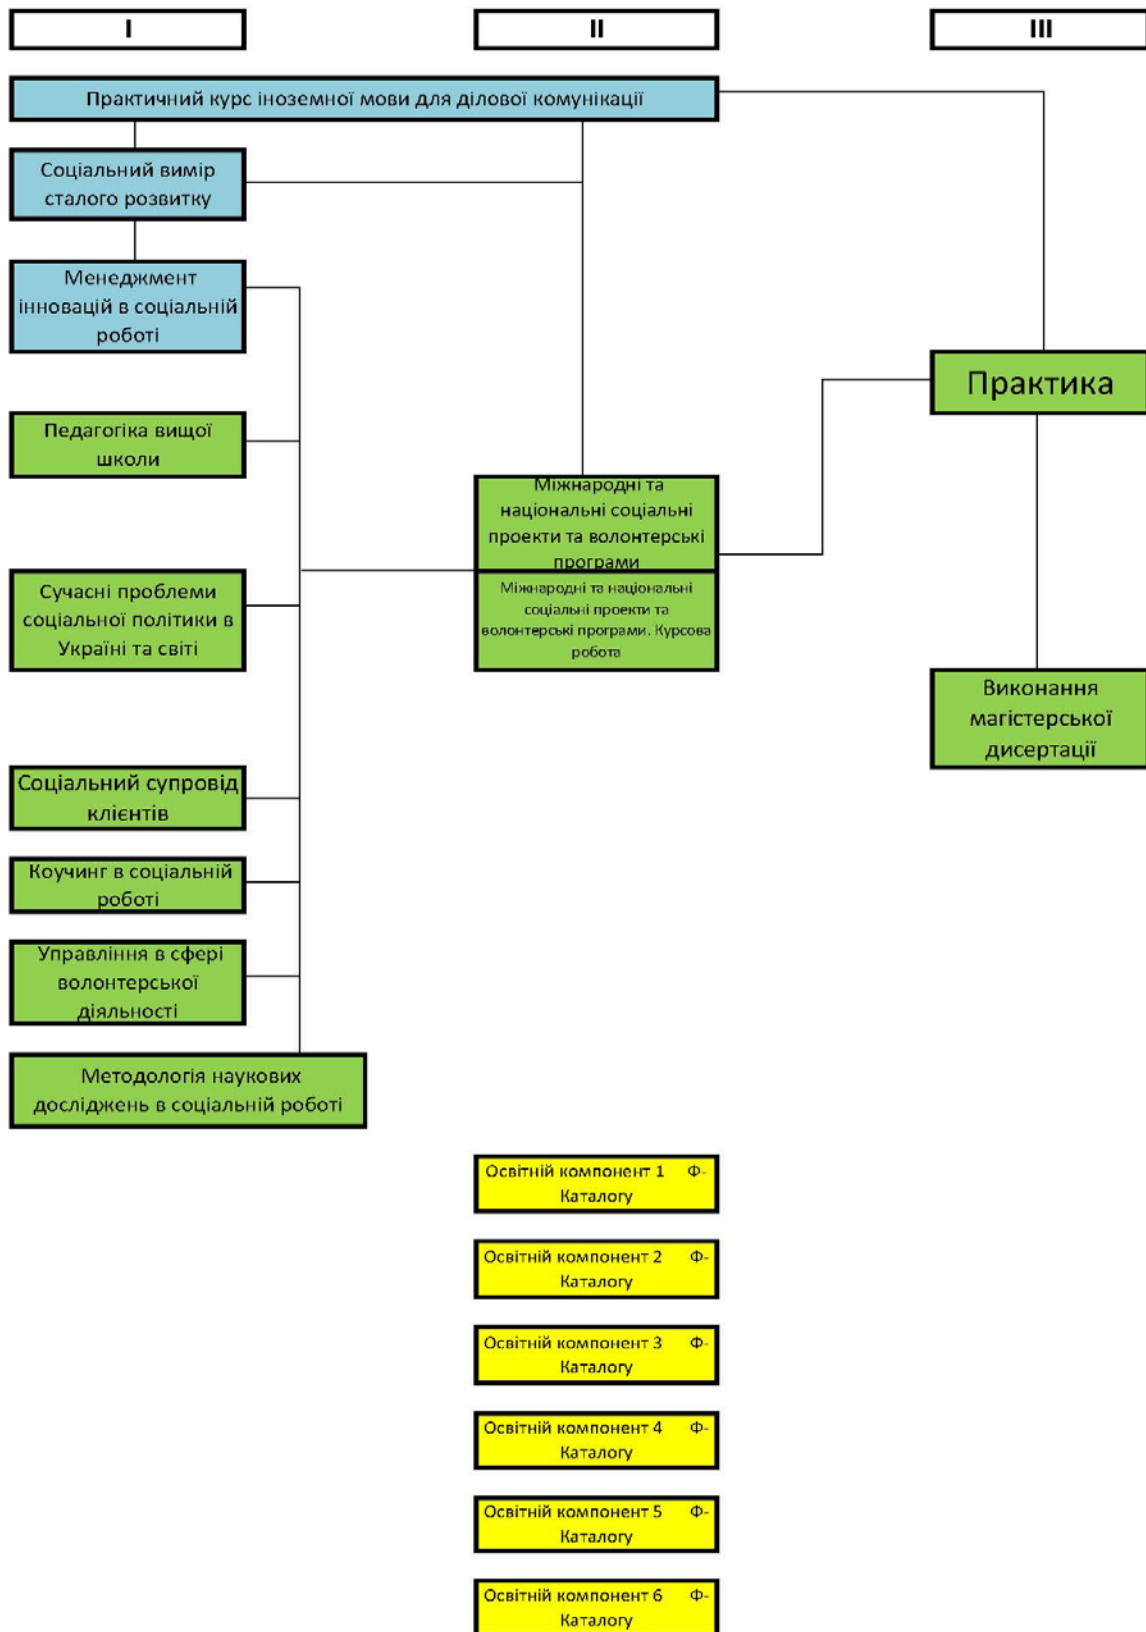 I
II
III
Практичний курс іноземної мови для ділової комунікації
Соціальний вимір
сталого розвитку
Менеджмент
інновацій в соціальній
роботі
Практика
Педагогіка вищої
школи
Міжнародні та
національні соціальні
проекти та волонтерські
програми
Міжнародні та національні
соціальні проекти та
волонтерські програми. Курсова
робота
Сучасні проблеми
соціальної політики в
Україні та світі
Виконання
магістерської
дисертації
Соціальний супровід
клієнтів
Коучинг в соціальній
роботі
Управління в сфері
волонтерської
діяльності
Методологія наукових
досліджень в соціальній роботі
Освітній компонент 1 Ф-
Каталогу
Освітній компонент 2 Ф-
Каталогу
Освітній компонент 3 Ф-
Каталогу
Освітній компонент 4 Ф-
Каталогу
Освітній компонент 5 Ф-
Каталогу
Освітній компонент 6 Ф-
Каталогу